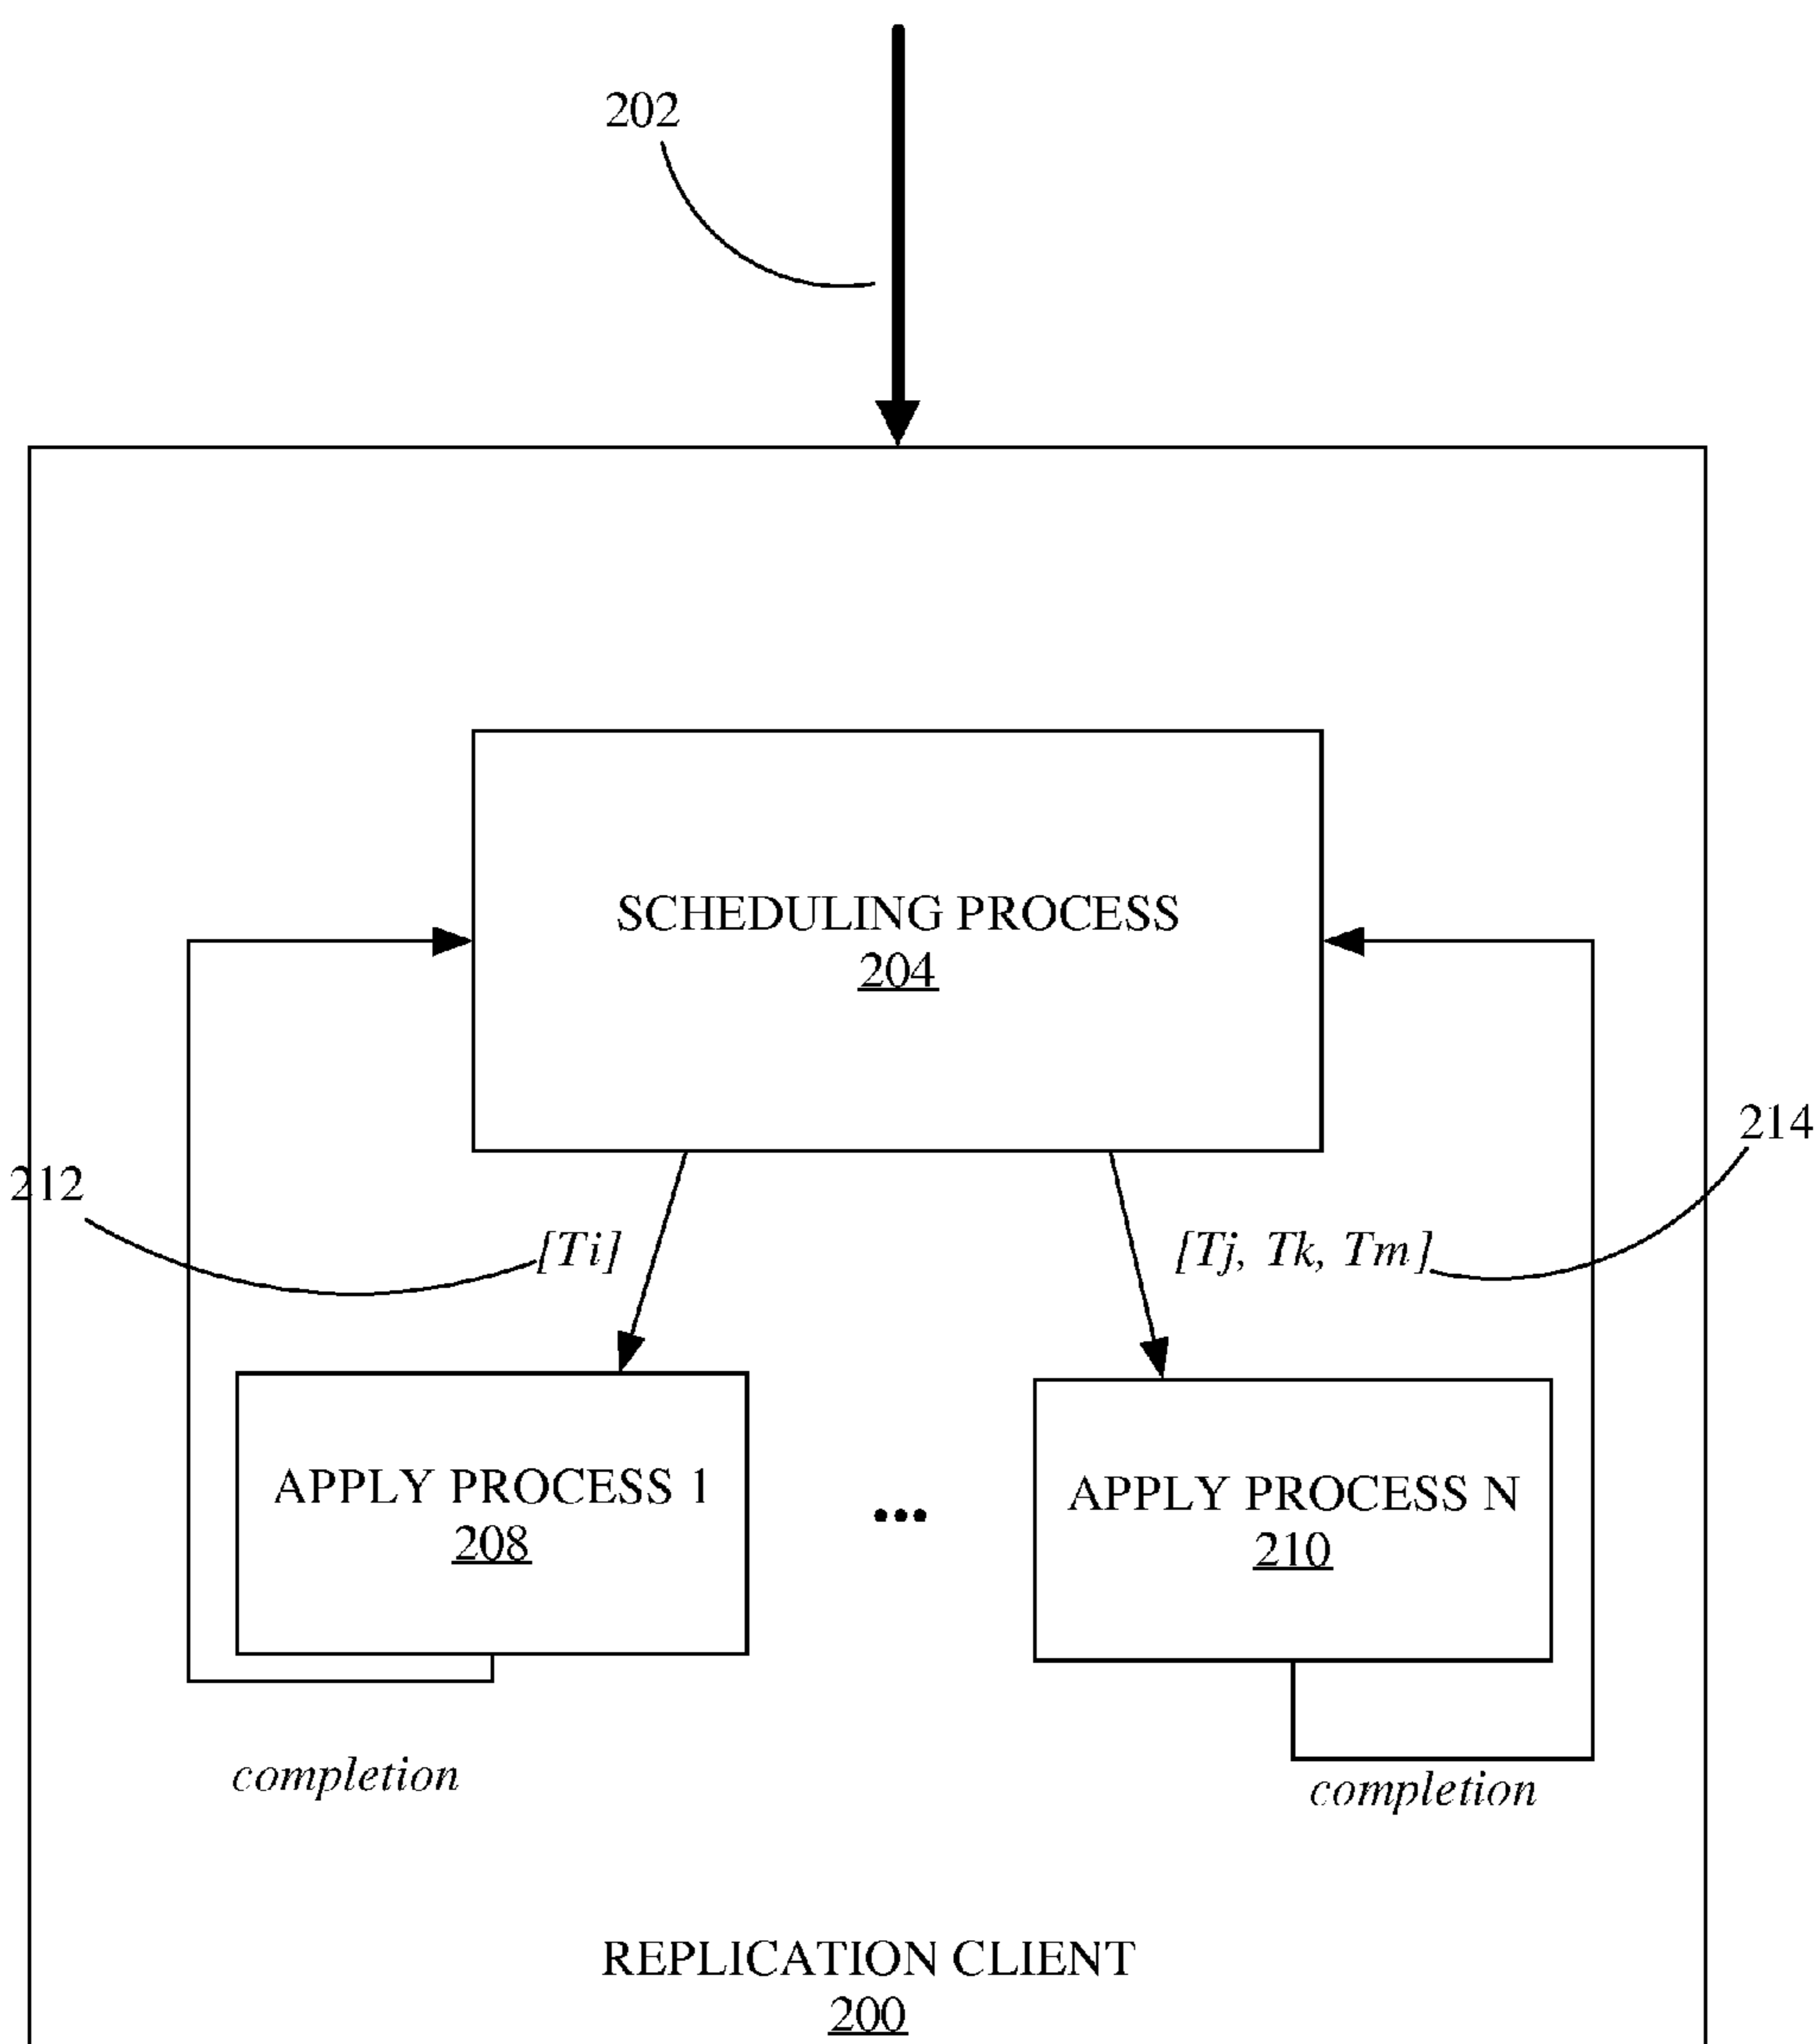 202
SCHEDULING PROCESS
204
214
212
[Ti]
[Tj, Tk, Tm]
APPLY PROCESS 1
208
...
APPLY PROCESS N
210
completion
completion
REPLICATION CLIENT
200